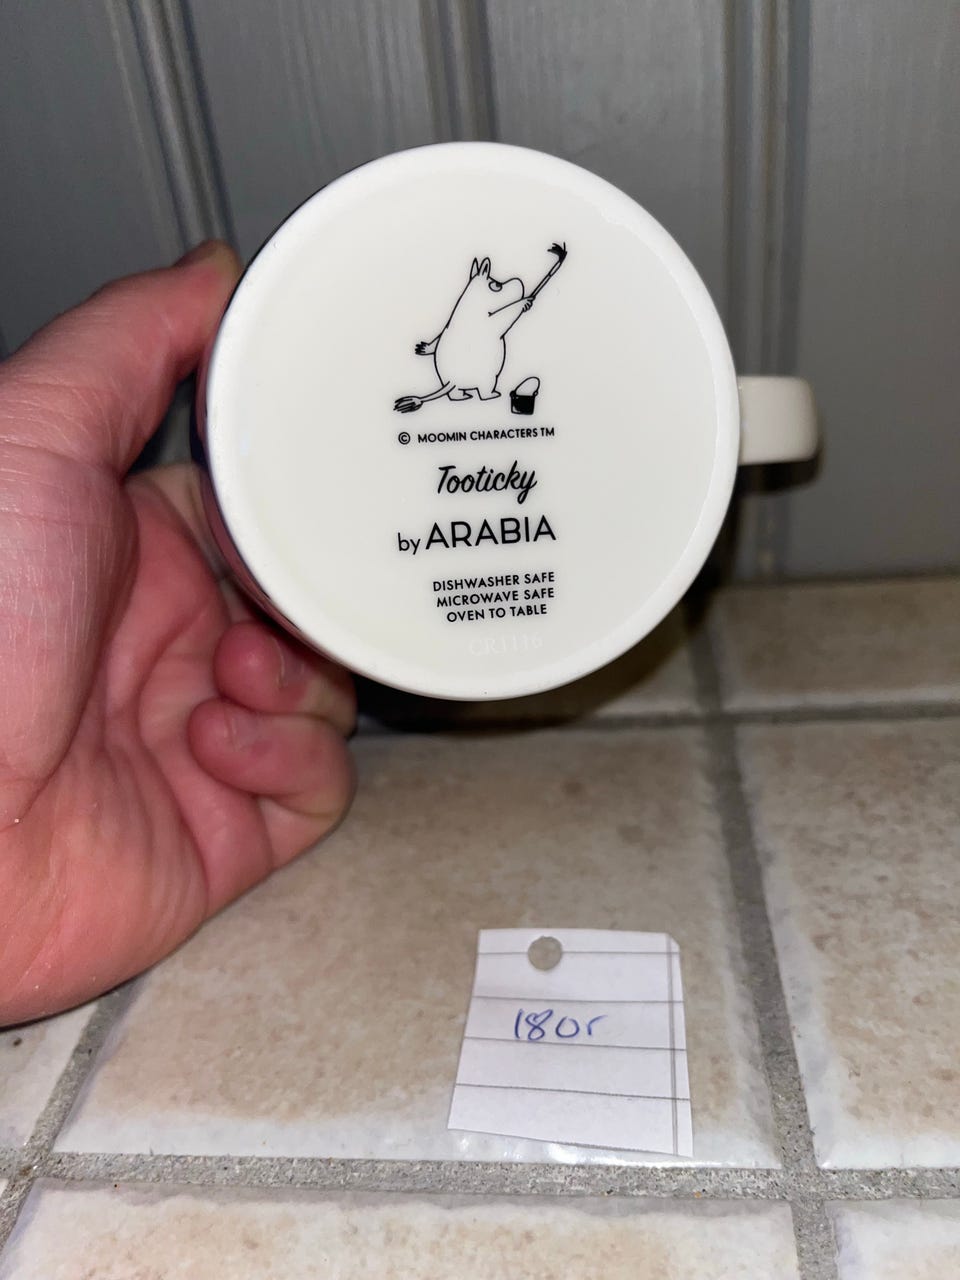 © MOOMIN CHARACTERS TM
Tooticky
by ARABIA
DISHWASHER SAFE
MICROWAVE SAFE
OVEN TO TABLE
CR1116
180r